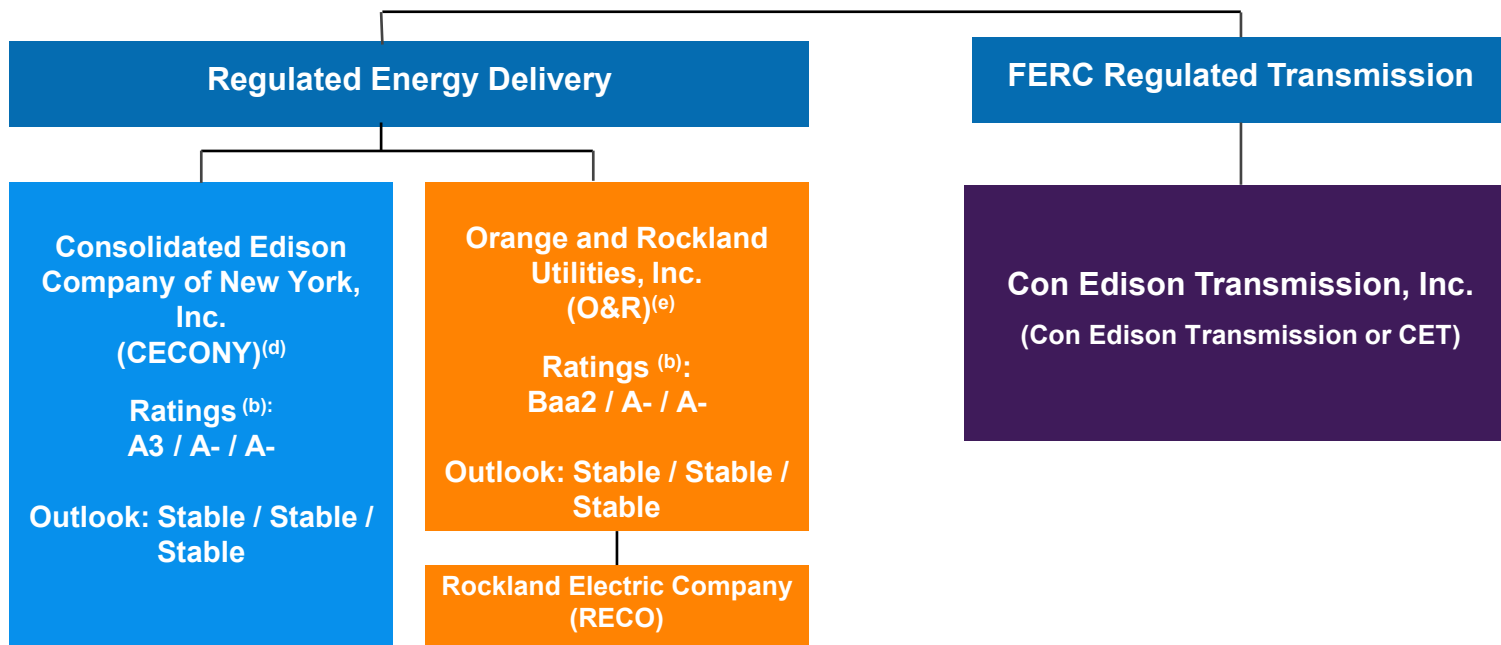 Regulated Energy Delivery
FERC Regulated Transmission
Consolidated Edison
Company of New York,
Inc.
(CECONY)(d)
Ratings (b):
A3 / A- / A-
Outlook: Stable / Stable /
Stable
Orange and Rockland
Utilities, Inc.
(O&R)(e)
Ratings (b):
Baa2 / A- / A-
Outlook: Stable / Stable /
Stable
Rockland Electric Company
(RECO)
Con Edison Transmission, Inc.
(Con Edison Transmission or CET)